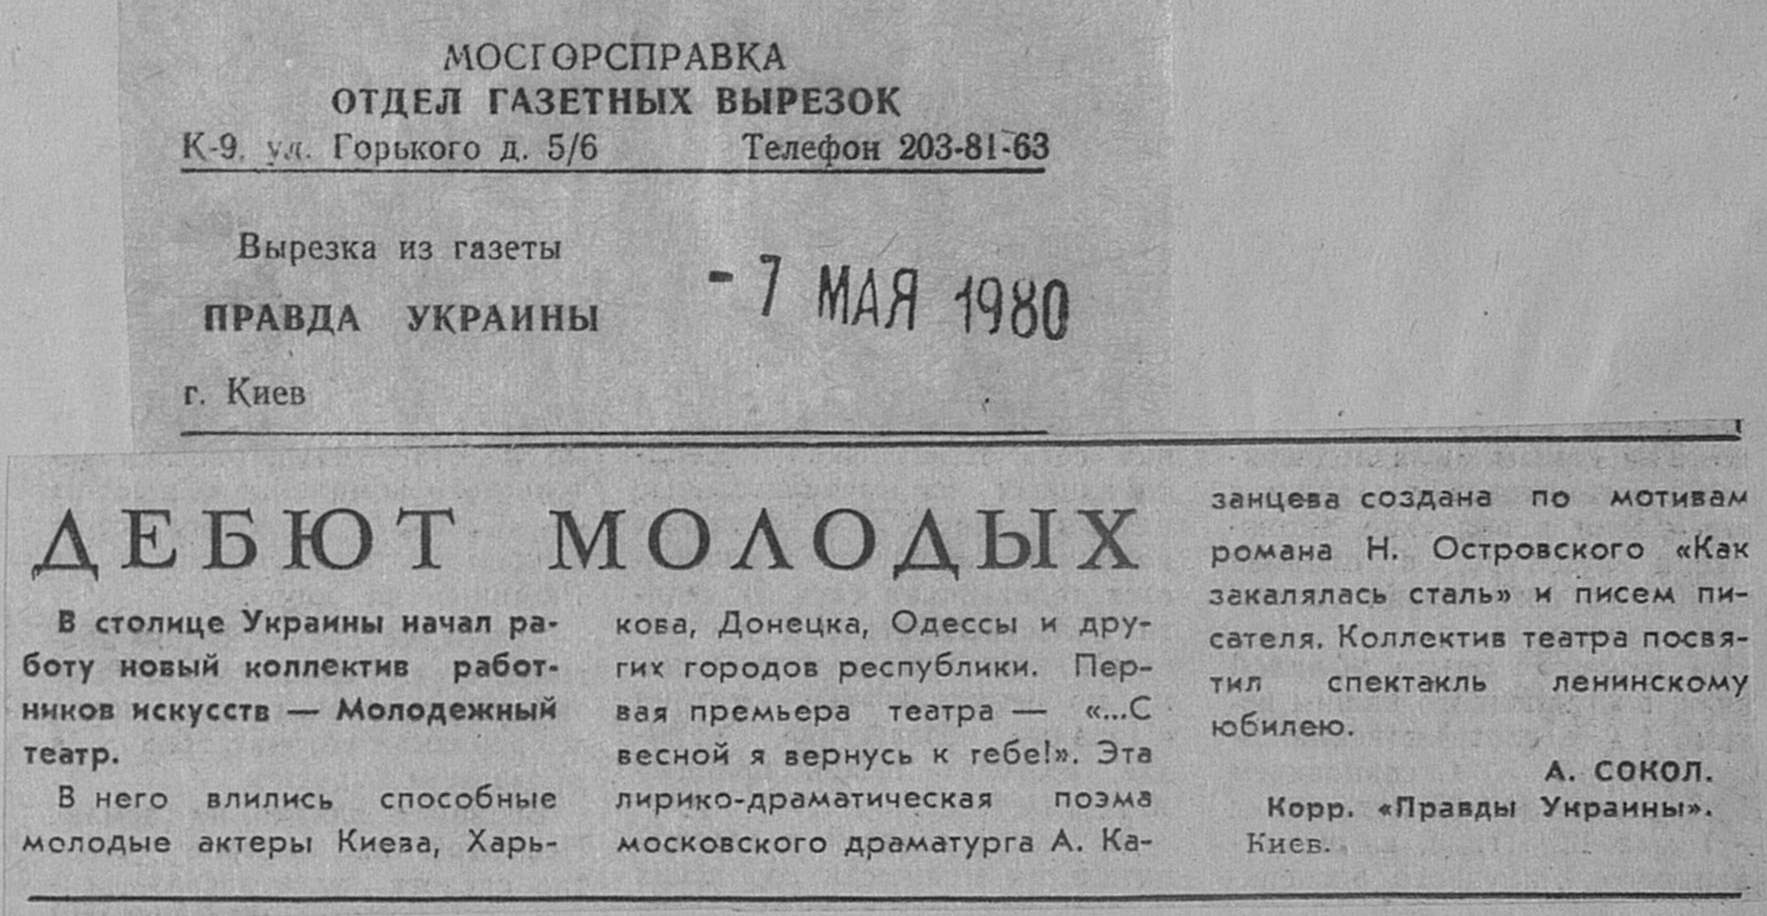 МОСГОРСПРАВКА
ОТДЕЛ ГАЗЕТНЫХ ВЫРЕЗОК
К-9, ул. Горького д. 5/6 Телефон 203-81-63
Вырезка из газеты
ПРАВДА УКРАИНЫ
г. Киев
- 7 МАЯ 1980
ДЕБЮТ МОЛОДЫХ
В столице Украины начал ра-
боту новый коллектив работ-
ников искусств — Молодежный
театр.
В него влились способные
молодые актеры Киева, Харь-
кова, Донецка, Одессы и дру-
гих городов республики. Пер-
вая премьера театра — «...С
весной я вернусь к тебе!». Эта
лирико-драматическая поэма
московского драматурга А. Ка-
занцева создана по мотивам
романа Н. Островского «Как
закалялась сталь» и писем пи-
сателя. Коллектив театра посвя-
тил спектакль ленинскому
юбилею.
А. СОКОЛ.
Корр. «Правды Украины».
Киев.